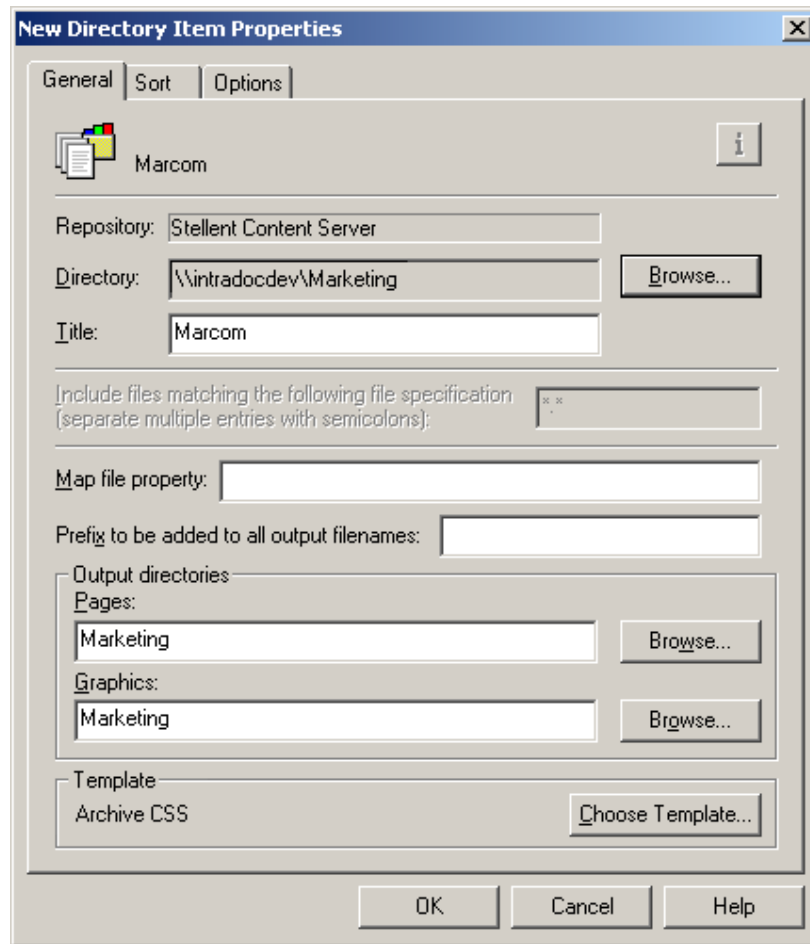 New Directory Item Properties
General Sort Options
i
Marcom
Repository: Stellent Content Server
Directory: \\intradocdev\Marketing Browse...
Title: Marcom
Include files matching the following file specification
(separate multiple entries with semicolons): *.*
Map file property:
Prefix to be added to all output filenames:
Output directories
Pages:
Marketing Browse...
Graphics:
Marketing Browse...
Template
Archive CSS Choose Template...
OK Cancel Help